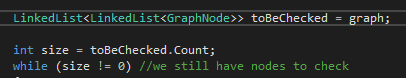 LinkedList<LinkedList<GraphNode>> toBeChecked = graph;
int size = toBeChecked.Count;
while (size != 0) //we still have nodes to check